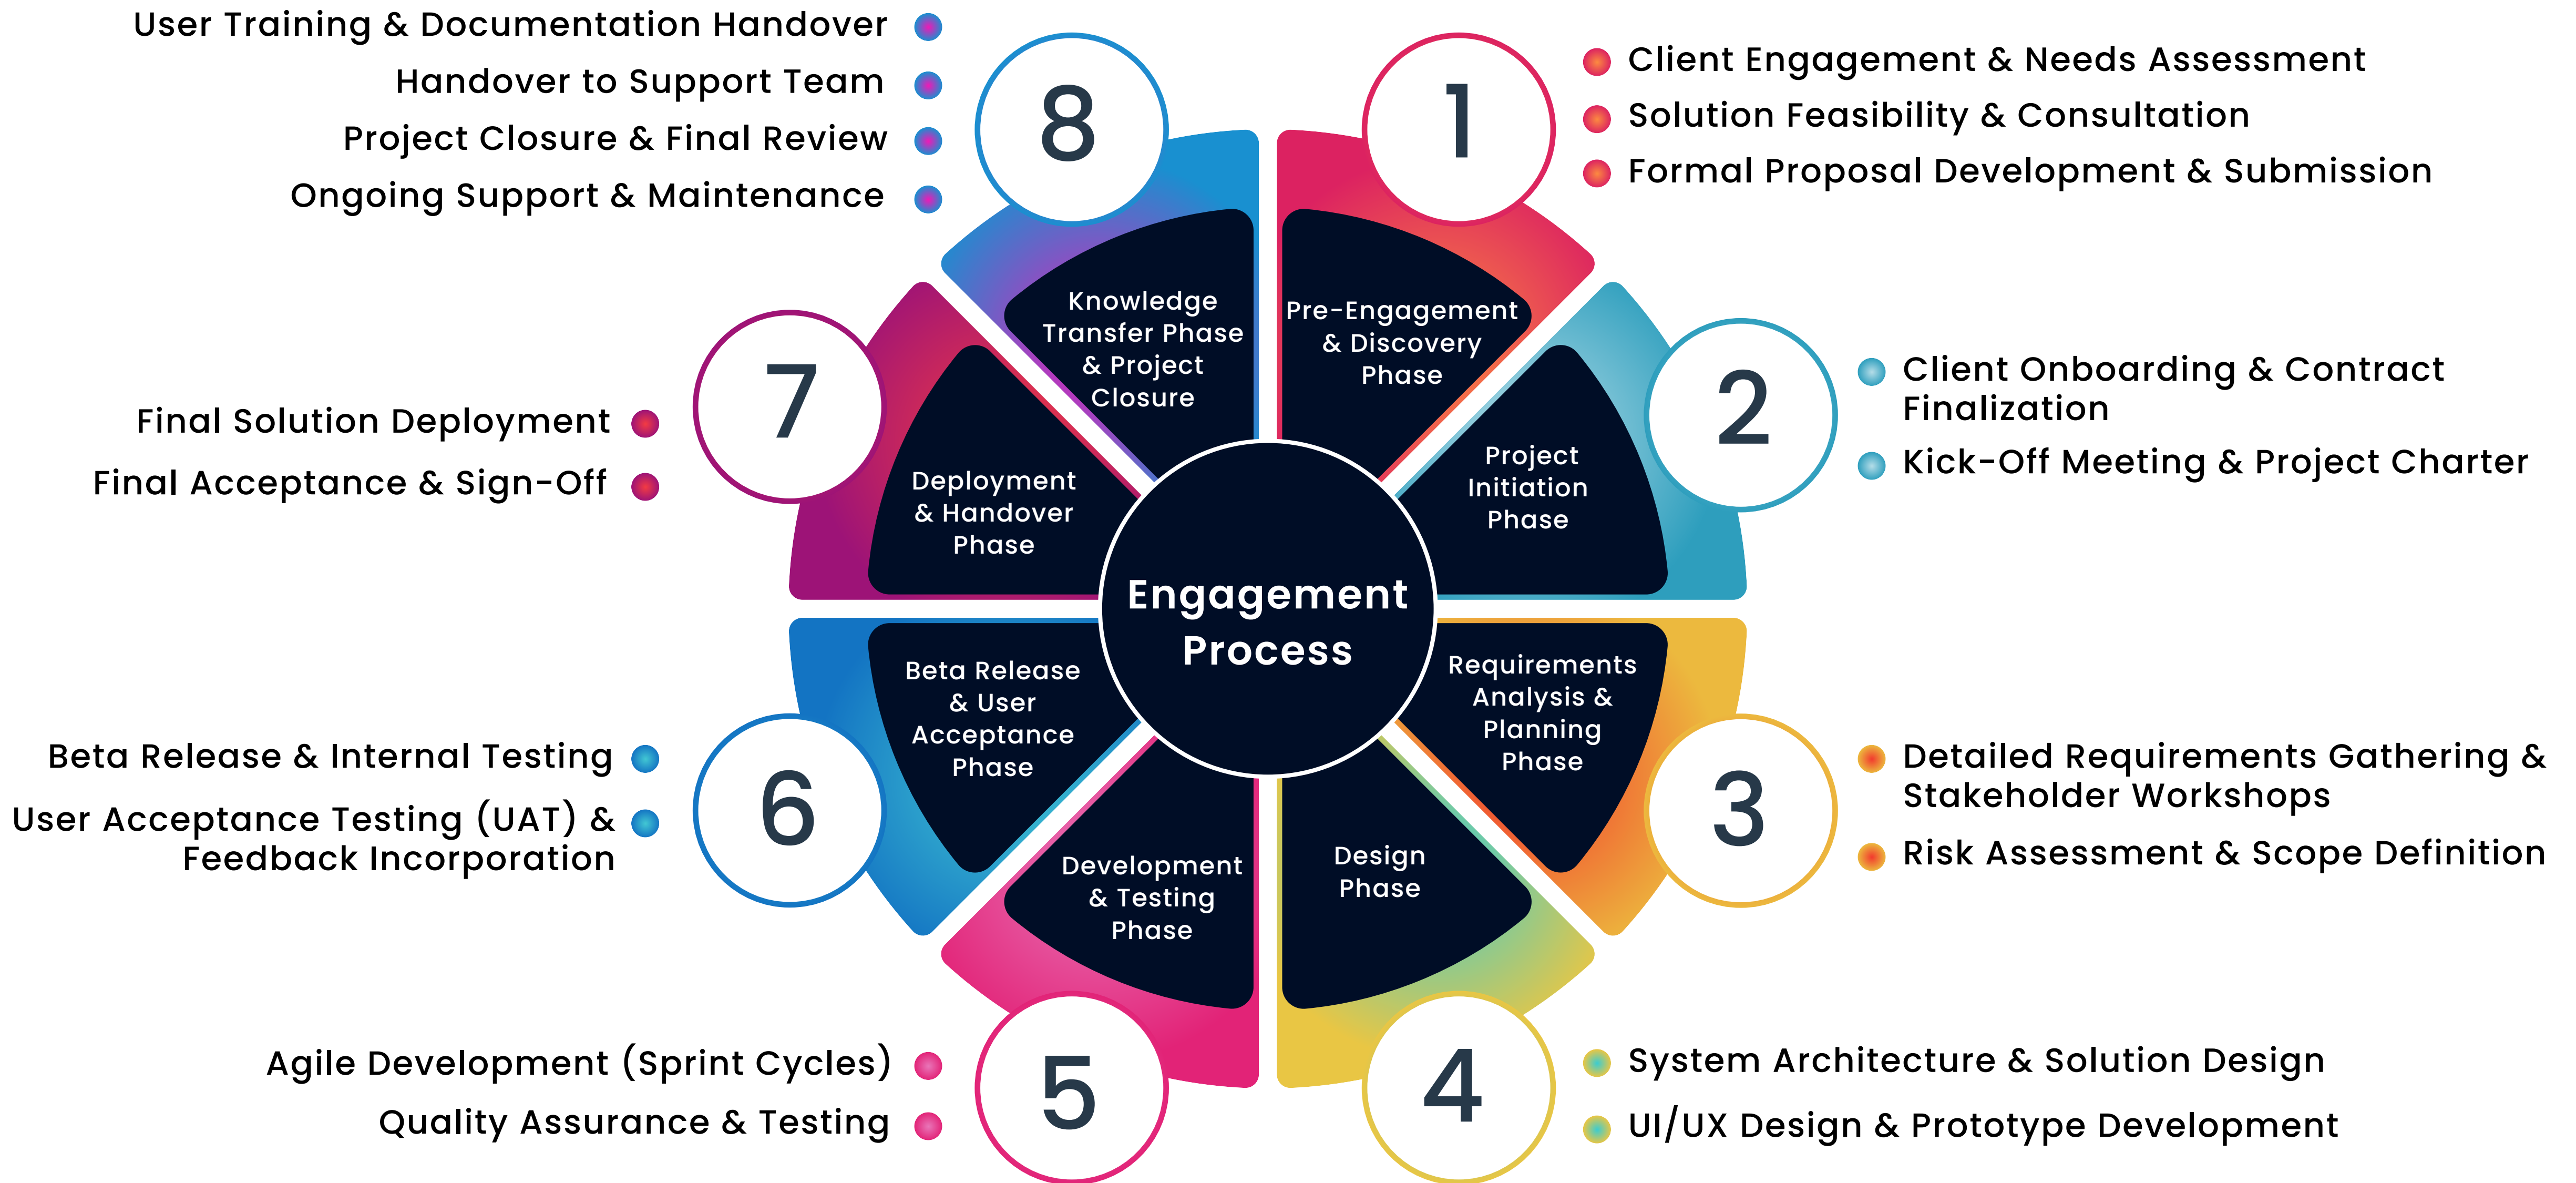 Engagement
Process
1
Pre-Engagement
& Discovery
Phase
Client Engagement & Needs Assessment
Solution Feasibility & Consultation
Formal Proposal Development & Submission
2
Project
Initiation
Phase
Client Onboarding & Contract
Finalization
Kick-Off Meeting & Project Charter
3
Requirements
Analysis &
Planning
Phase
Detailed Requirements Gathering &
Stakeholder Workshops
Risk Assessment & Scope Definition
4
Design
Phase
System Architecture & Solution Design
UI/UX Design & Prototype Development
5
Development
& Testing
Phase
Agile Development (Sprint Cycles)
Quality Assurance & Testing
6
Beta Release
& User
Acceptance
Phase
Beta Release & Internal Testing
User Acceptance Testing (UAT) &
Feedback Incorporation
7
Deployment
& Handover
Phase
Final Solution Deployment
Final Acceptance & Sign-Off
8
Knowledge
Transfer Phase
& Project
Closure
User Training & Documentation Handover
Handover to Support Team
Project Closure & Final Review
Ongoing Support & Maintenance